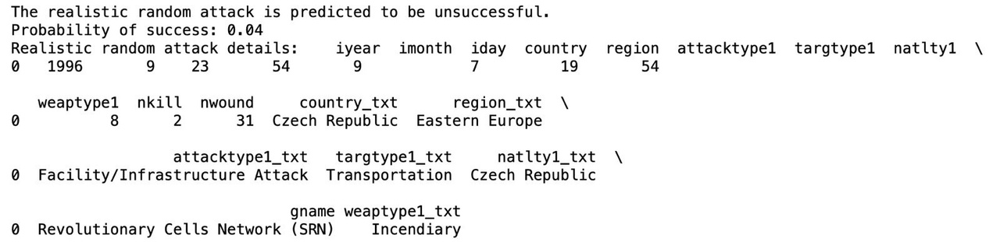 The realistic random attack is predicted to be unsuccessful.
Probability of success: 0.04
Realistic random attack details:    iyear  imonth  iday  country  region  attacktype1  targtype1  natlty1  \
0   1996       9    23       54       9            7         19       54
weaptype1  nkill  nwound     country_txt      region_txt  \
0          8      2      31  Czech Republic  Eastern Europe
attacktype1_txt   targtype1_txt     natlty1_txt  \
0  Facility/Infrastructure Attack  Transportation  Czech Republic
gname weaptype1_txt
0  Revolutionary Cells Network (SRN)    Incendiary